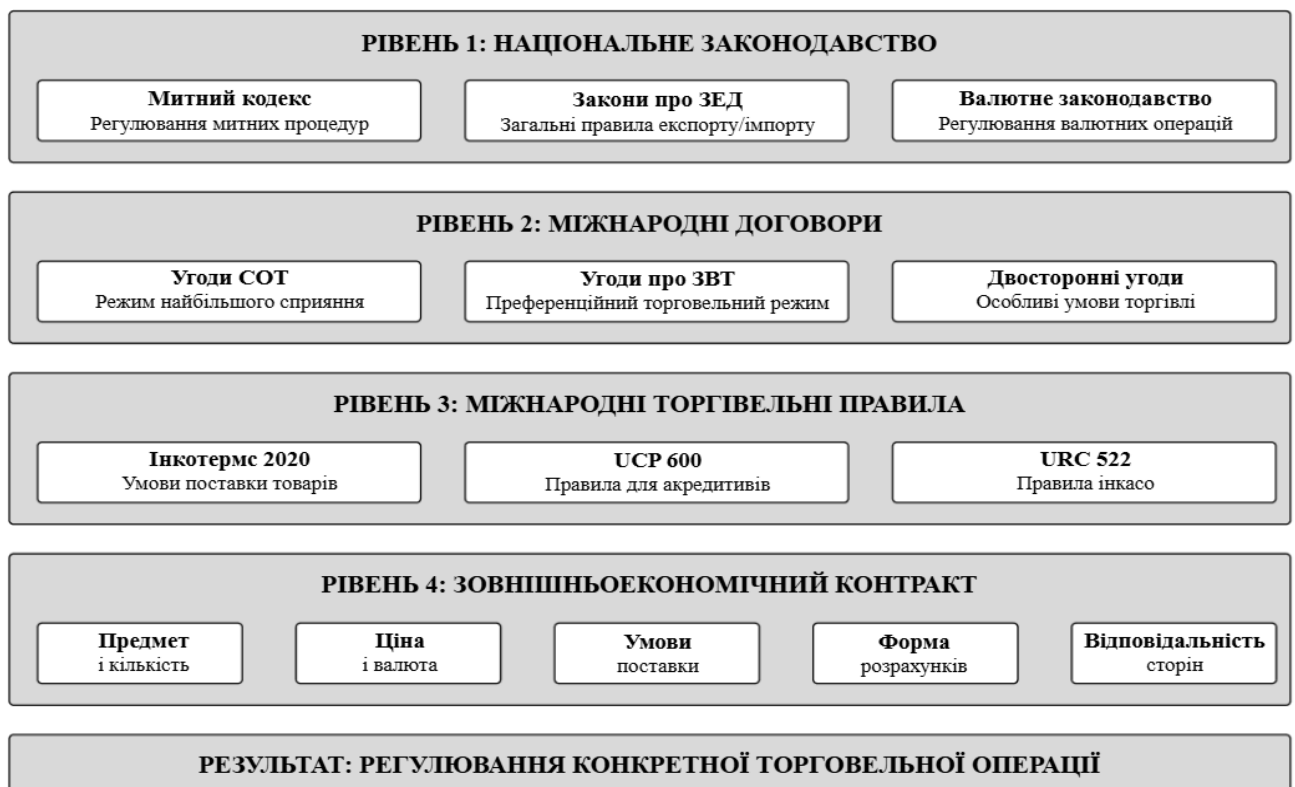 РІВЕНЬ 1: НАЦІОНАЛЬНЕ ЗАКОНОДАВСТВО
Митний кодекс
Регулювання митних процедур
Закони про ЗЕД
Загальні правила експорту/імпорту
Валютне законодавство
Регулювання валютних операцій
РІВЕНЬ 2: МІЖНАРОДНІ ДОГОВОРИ
Угоди СОТ
Режим найбільшого сприяння
Угоди про ЗВТ
Преференційний торговельний режим
Двосторонні угоди
Особливі умови торгівлі
РІВЕНЬ 3: МІЖНАРОДНІ ТОРГІВЕЛЬНІ ПРАВИЛА
Інкотермс 2020
Умови поставки товарів
UCP 600
Правила для акредитивів
URC 522
Правила інкасо
РІВЕНЬ 4: ЗОВНІШНЬОЕКОНОМІЧНИЙ КОНТРАКТ
Предмет
і кількість
Ціна
і валюта
Умови
поставки
Форма
розрахунків
Відповідальність
сторін
РЕЗУЛЬТАТ: РЕГУЛЮВАННЯ КОНКРЕТНОЇ ТОРГОВЕЛЬНОЇ ОПЕРАЦІЇ